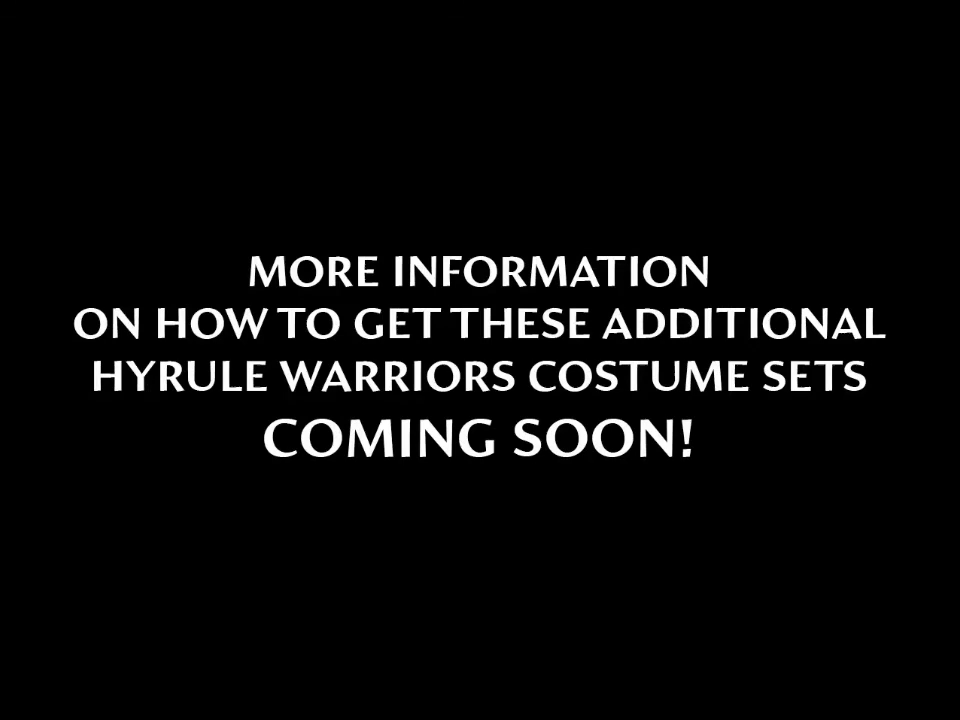 MORE INFORMATION
ON HOW TO GET THESE ADDITIONAL
HYRULE WARRIORS COSTUME SETS
COMING SOON!